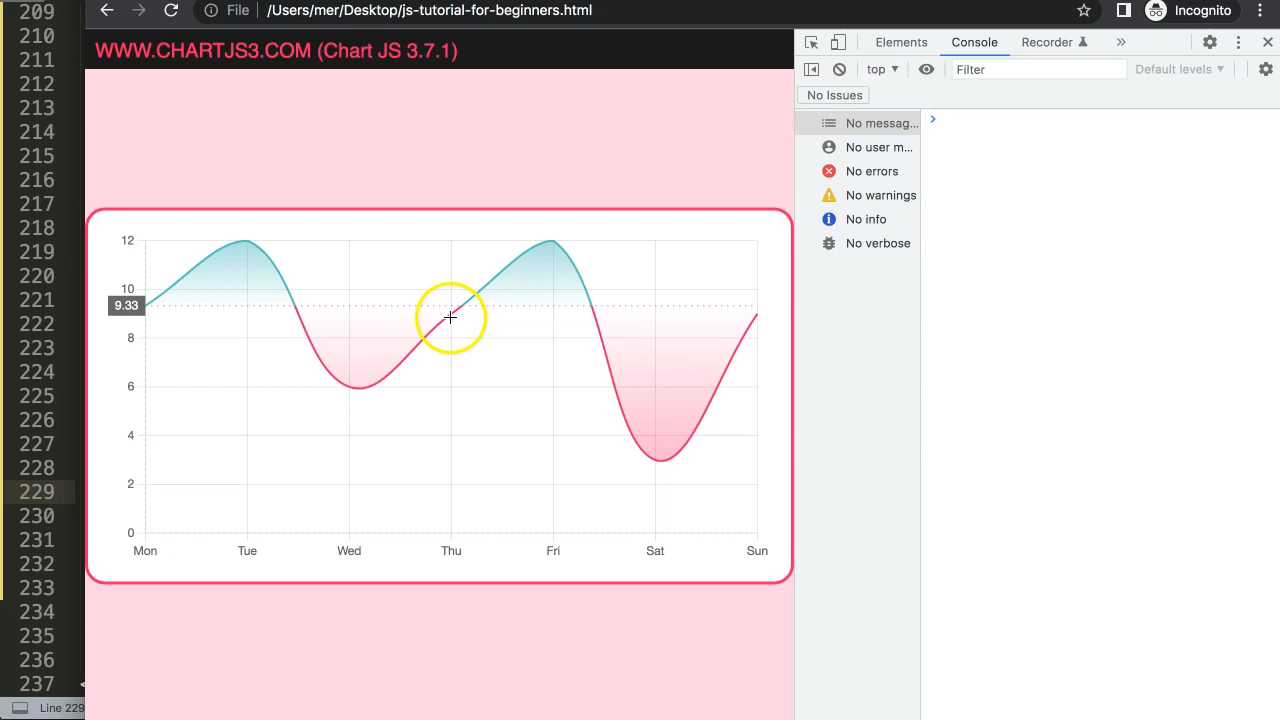 209
210
211
212
213
214
215
216
217
218
219
220
221
222
223
224
225
226
227
228
229
230
231
232
233
234
235
236
237 <
Line 229
File /Users/mer/Desktop/js-tutorial-for-beginners.html
Incognito
WWW.CHARTJS3.COM (Chart JS 3.7.1)
12
10
9.33
8
6
4
2
0
Mon Tue Wed Thu Fri Sat Sun
Elements Console Recorder »
top ▼ Filter Default levels ▼
No Issues
No messag...
No user m...
No errors
No warnings
No info
No verbose